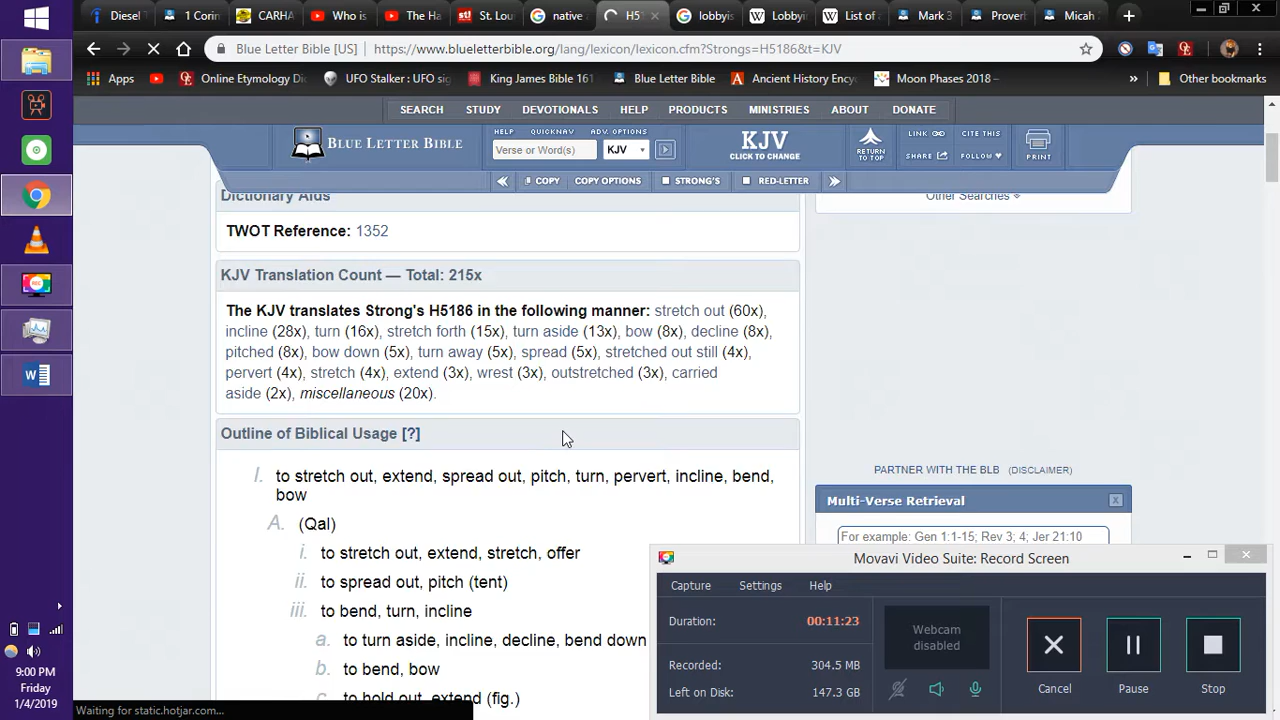 Diesel
1 Corin
CARHA
Who is
The Ha
St. Lou
native
H5
lobbyis
Lobbyi
List of
Mark 3
Proverb
Micah
Blue Letter Bible [US] | https://www.blueletterbible.org/lang/lexicon/lexicon.cfm?Strongs=H5186&t=KJV
Apps
Online Etymology Dic
UFO Stalker : UFO sig
King James Bible 161
Blue Letter Bible
Ancient History Ency
Moon Phases 2018 –
»
Other bookmarks
SEARCH STUDY DEVOTIONALS HELP PRODUCTS MINISTRIES ABOUT DONATE
BLUE LETTER BIBLE
HELP QUICKNAV ADV. OPTIONS
Verse or Word(s) KJV
KJV
CLICK TO CHANGE
RETURN
TO TOP
LINK CITE THIS
SHARE FOLLOW
PRINT
COPY COPY OPTIONS STRONG'S RED-LETTER
Dictionary Aids
TWOT Reference: 1352
KJV Translation Count — Total: 215x
The KJV translates Strong's H5186 in the following manner: stretch out (60x),
incline (28x), turn (16x), stretch forth (15x), turn aside (13x), bow (8x), decline (8x),
pitched (8x), bow down (5x), turn away (5x), spread (5x), stretched out still (4x),
pervert (4x), stretch (4x), extend (3x), wrest (3x), outstretched (3x), carried
aside (2x), miscellaneous (20x).
Outline of Biblical Usage [?]
I. to stretch out, extend, spread out, pitch, turn, pervert, incline, bend,
bow
A. (Qal)
i. to stretch out, extend, stretch, offer
ii. to spread out, pitch (tent)
iii. to bend, turn, incline
a. to turn aside, incline, decline, bend down
b. to bend, bow
c. to hold out, extend (fig.)
Other Searches
PARTNER WITH THE BLB (DISCLAIMER)
Multi-Verse Retrieval
x
For example: Gen 1:1-15; Rev 3; 4; Jer 21:10
Movavi Video Suite: Record Screen
Capture Settings Help
Duration: 00:11:23
Recorded: 304.5 MB
Left on Disk: 147.3 GB
Webcam
disabled
Cancel Pause Stop
REC
W
9:00 PM
Friday
1/4/2019
Waiting for static.hotjar.com...